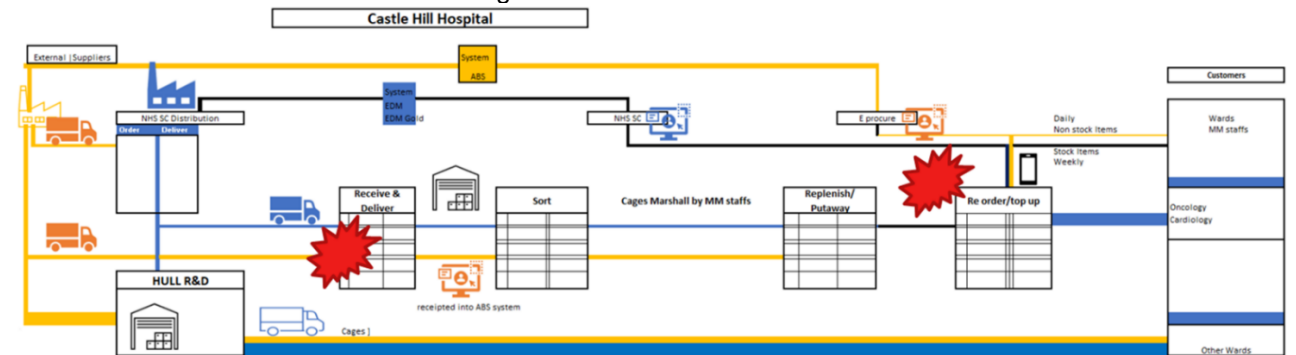 Castle Hill Hospital
External |Suppliers
System
ABS
Customers
System
EDM
EDM Gold
NHS SC Distribution
Order Deliver
NHS SC
E procure
Daily
Non stock Items
Stock Items
Weekly
Wards
MM staffs
Receive &
Deliver
Sort
Cages Marshall by MM staffs
Replenish/
Putaway
Re order/top up
Oncology
Cardiology
HULL R&D
receipted into ABS system
Cages ]
Other Wards